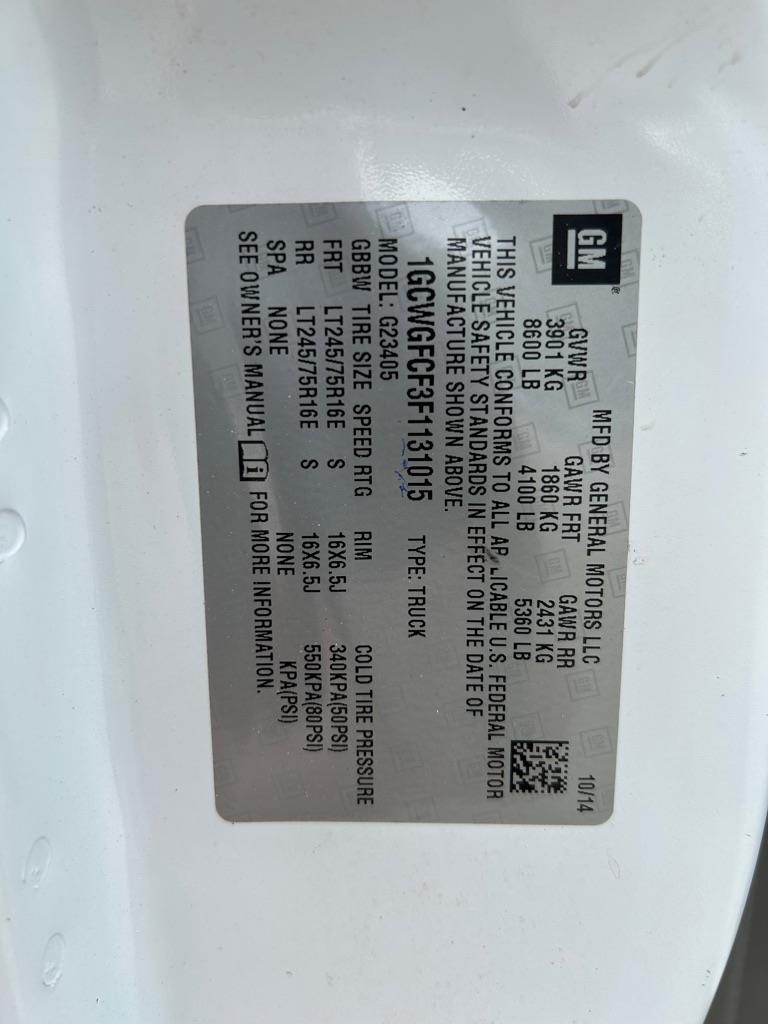 GM
MFD BY GENERAL MOTORS LLC 10/14
GVWR GAWR FRT GAWR RR
3901 KG 1860 KG 2431 KG
8600 LB 4100 LB 5360 LB
THIS VEHICLE CONFORMS TO ALL AP LICABLE U.S. FEDERAL MOTOR
VEHICLE SAFETY STANDARDS IN EFFECT ON THE DATE OF
MANUFACTURE SHOWN ABOVE.
1GCWGFCF3F1131015 TYPE: TRUCK
MODEL: G23405
GBBW TIRE SIZE SPEED RTG RIM COLD TIRE PRESSURE
FRT LT245/75R16E S 16X6.5J 340KPA(50PSI)
RR LT245/75R16E S 16X6.5J 550KPA(80PSI)
SPA NONE NONE KPA(PSI)
SEE OWNER'S MANUAL FOR MORE INFORMATION.